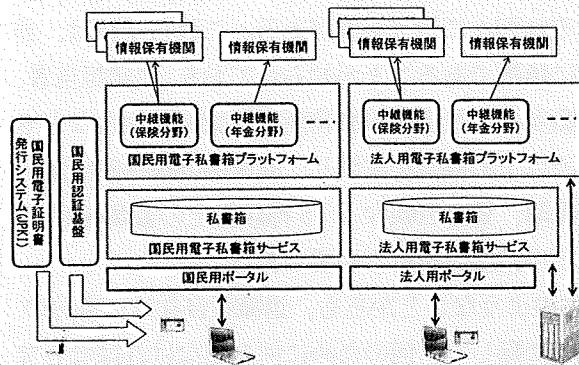 情報保有機関
情報保有機関
情報保有機関
情報保有機関
中継機能
(保険分野)
中継機能
(年金分野)
国民用電子私書箱プラットフォーム
中継機能
(保険分野)
中継機能
(年金分野)
法人用電子私書箱プラットフォーム
国民用電子証明書
発行システム(JPKI)
国民用認証基盤
私書箱
国民用電子私書箱サービス
私書箱
法人用電子私書箱サービス
国民用ポータル
法人用ポータル